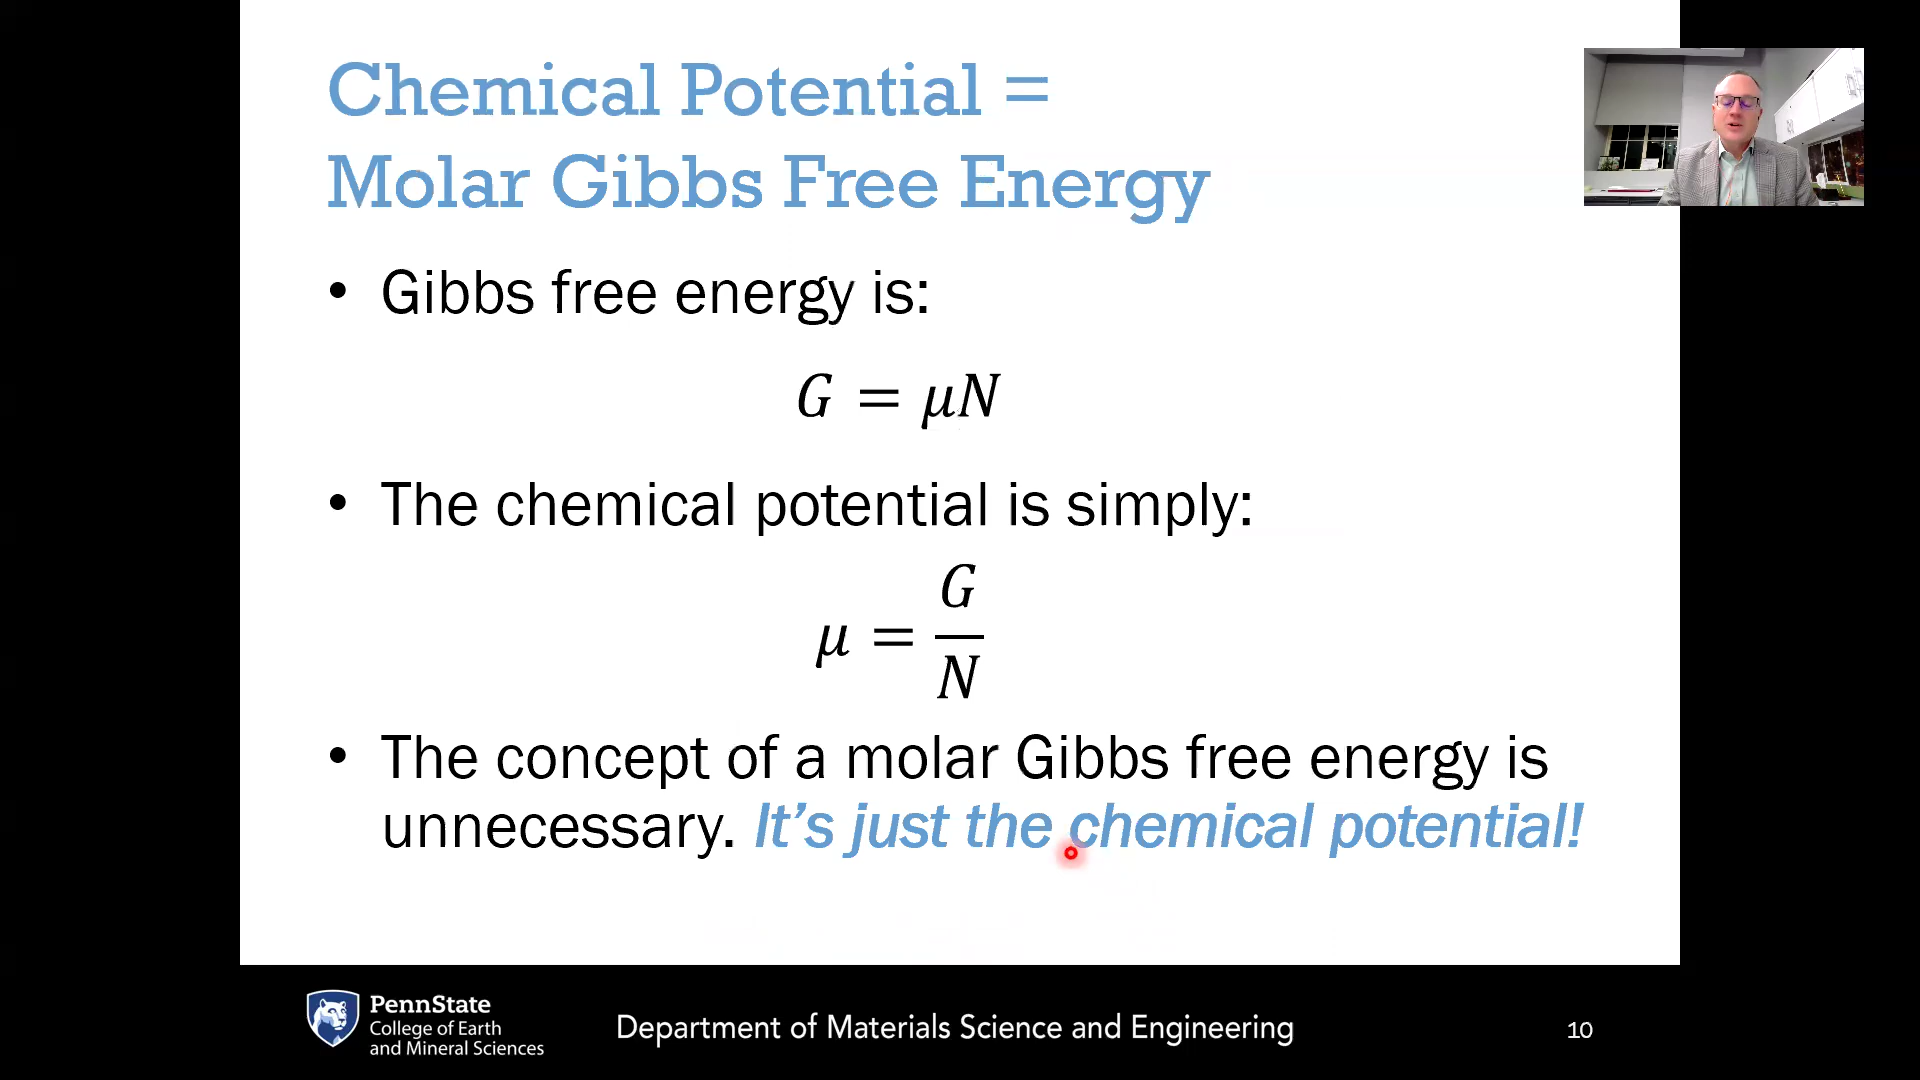 Chemical Potential =
Molar Gibbs Free Energy
• Gibbs free energy is:
G = μN
• The chemical potential is simply:
μ = G/N
• The concept of a molar Gibbs free energy is
unnecessary. It’s just the chemical potential!
PennState
College of Earth
and Mineral Sciences
Department of Materials Science and Engineering
10